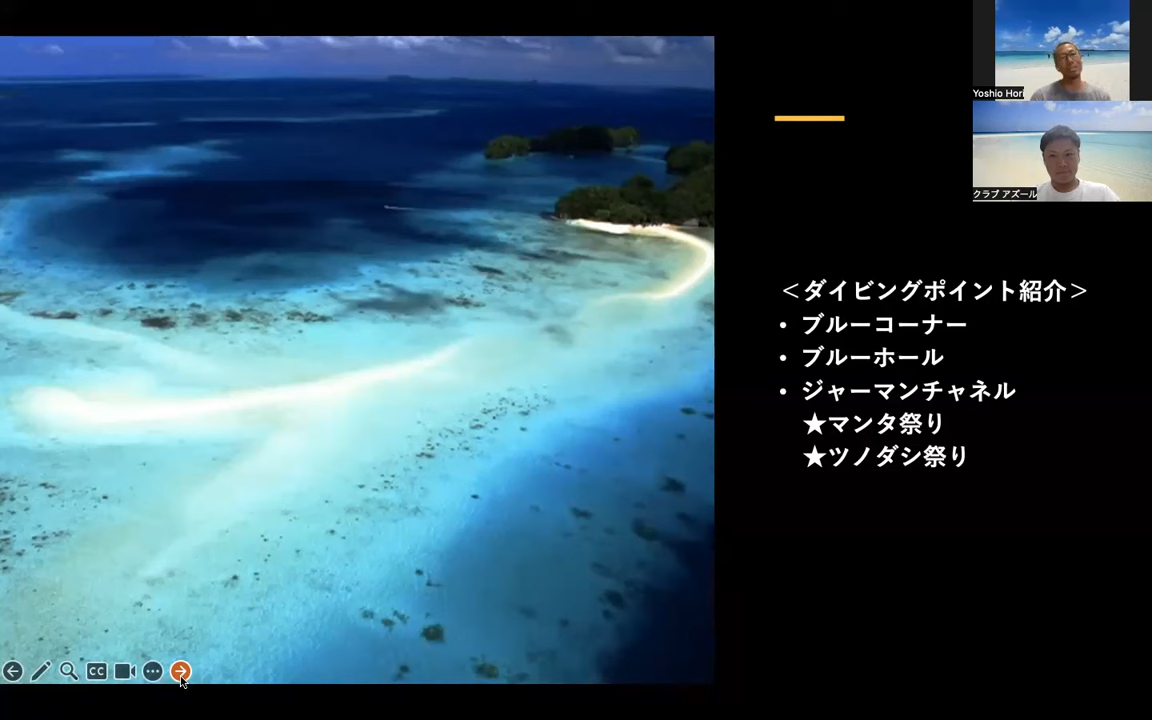 Yoshio Hori
クラブ アズール
＜ダイビングポイント紹介＞
• ブルーコーナー
• ブルーホール
• ジャーマンチャネル
★マンタ祭り
★ツノダシ祭り
CC